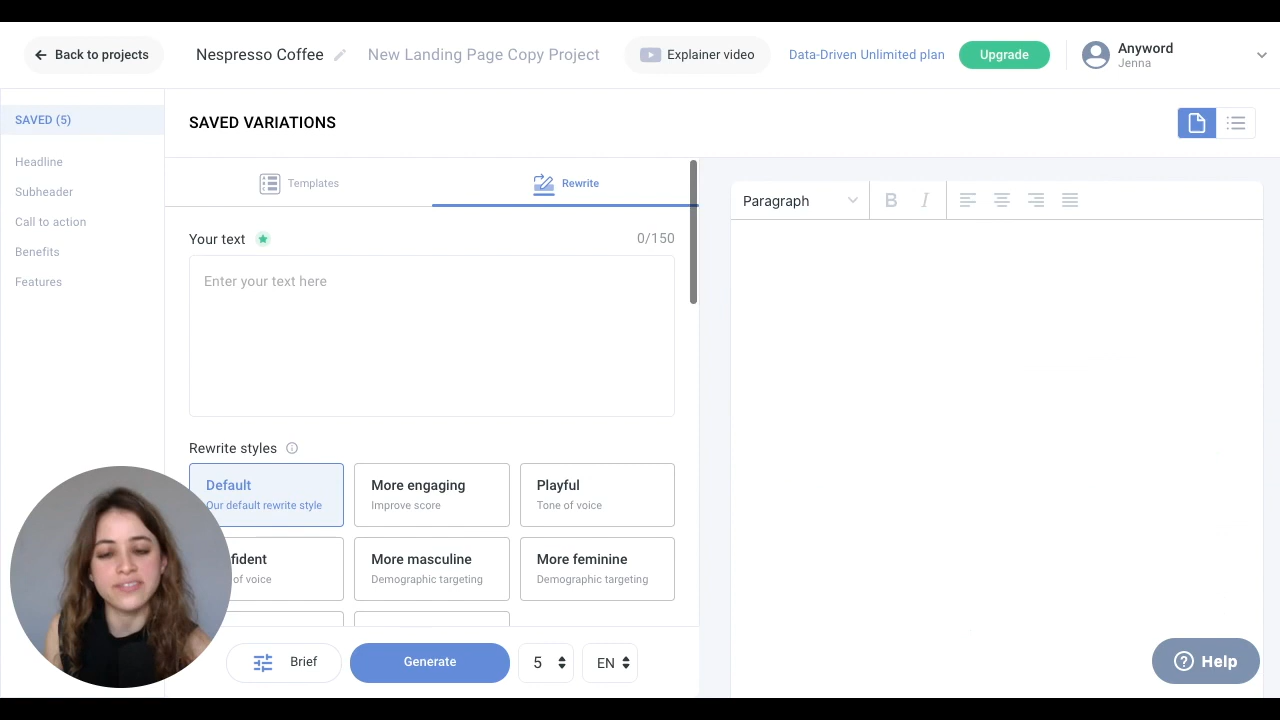 Back to projects
Nespresso Coffee
New Landing Page Copy Project
Explainer video
Data-Driven Unlimited plan
Upgrade
Anyword
Jenna
SAVED (5)
Headline
Subheader
Call to action
Benefits
Features
SAVED VARIATIONS
Templates
Rewrite
Your text
0/150
Enter your text here
Rewrite styles
Default
Our default rewrite style
More engaging
Improve score
Playful
Tone of voice
fident
of voice
More masculine
Demographic targeting
More feminine
Demographic targeting
Brief
Generate
5
EN
Paragraph
B I
Help